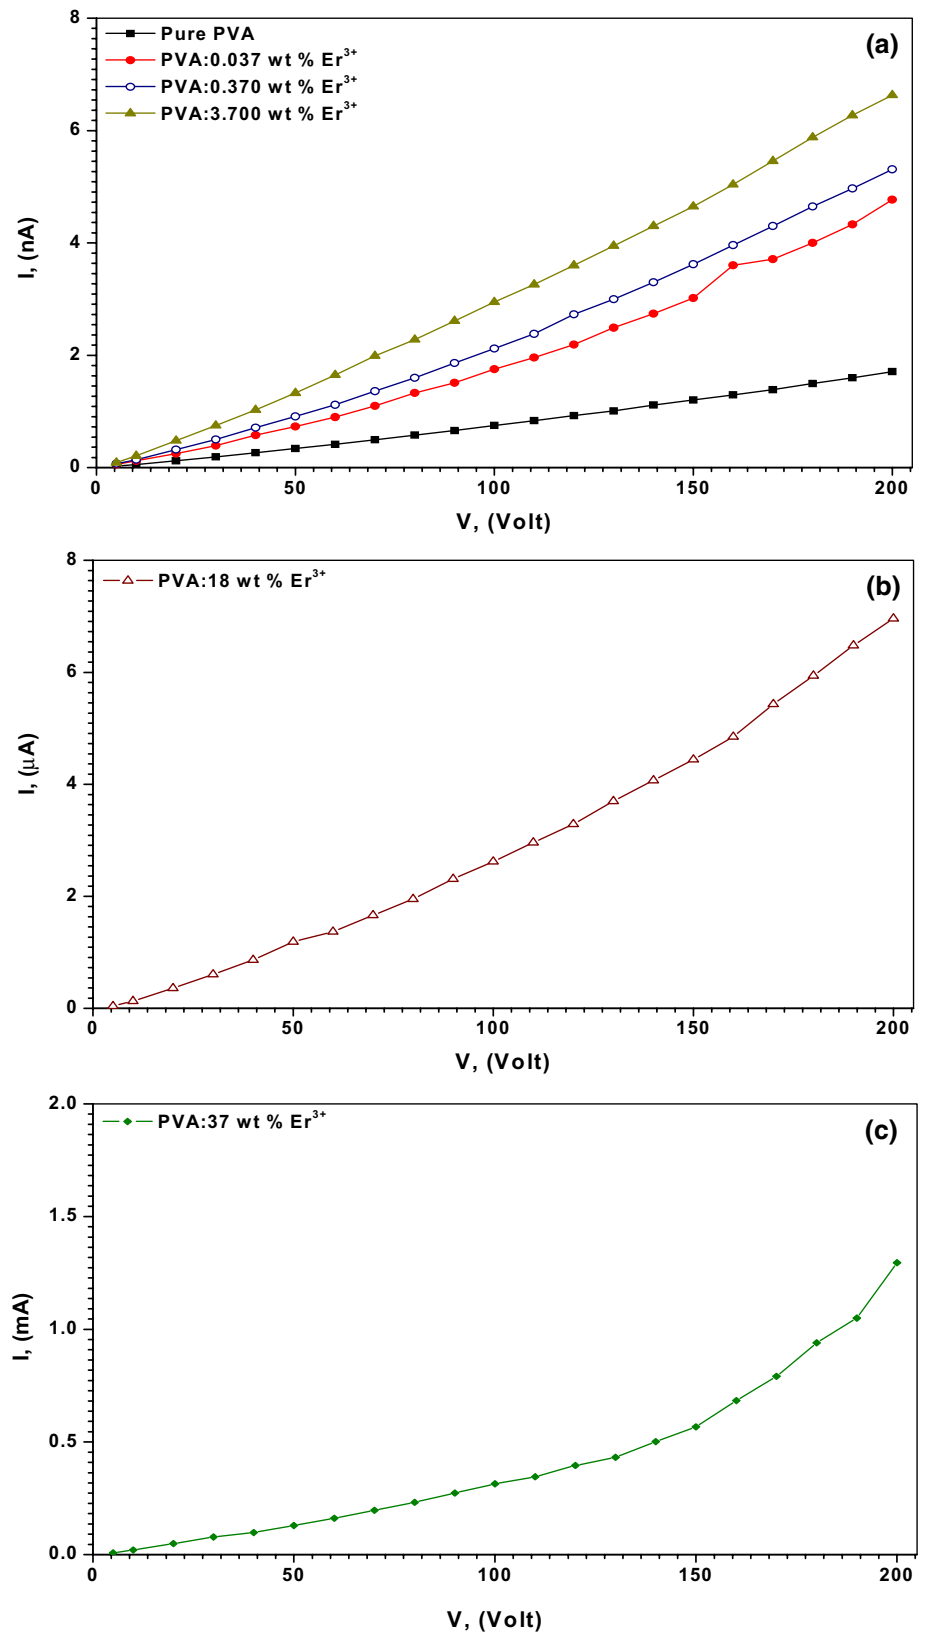 (a)
Pure PVA
PVA:0.037 wt % Er³⁺
PVA:0.370 wt % Er³⁺
PVA:3.700 wt % Er³⁺
8
6
4
2
0
I, (nA)
0 50 100 150 200
V, (Volt)
(b)
PVA:18 wt % Er³⁺
8
6
4
2
0
I, (μA)
0 50 100 150 200
V, (Volt)
(c)
PVA:37 wt % Er³⁺
2.0
1.5
1.0
0.5
0.0
I, (mA)
0 50 100 150 200
V, (Volt)